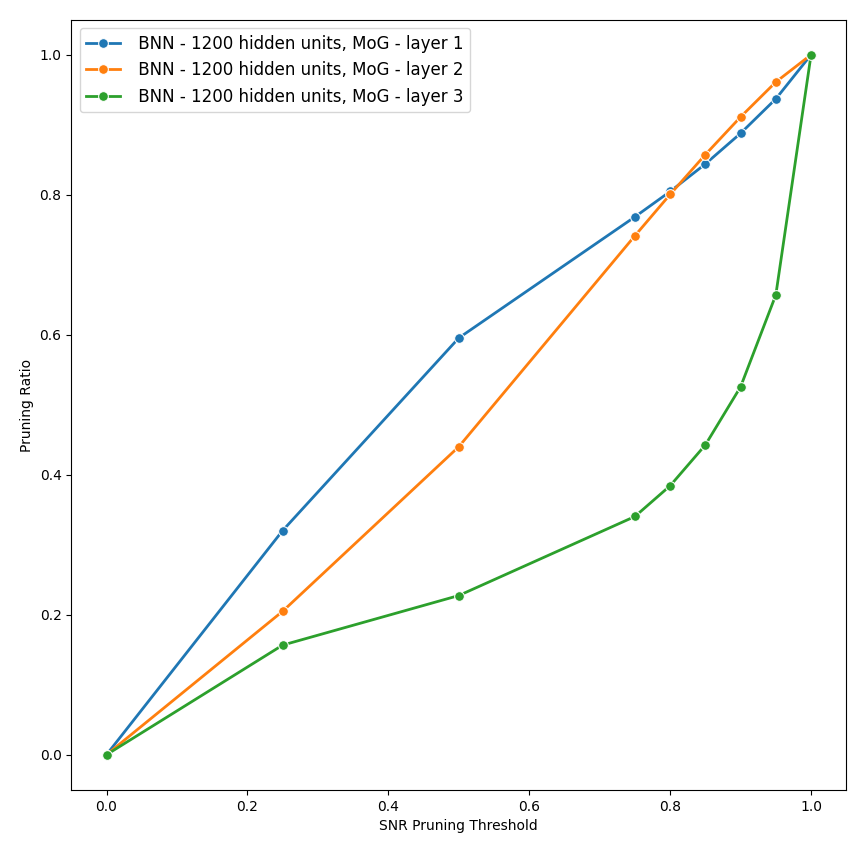 BNN - 1200 hidden units, MoG - layer 1
BNN - 1200 hidden units, MoG - layer 2
BNN - 1200 hidden units, MoG - layer 3
1.0
0.8
0.6
0.4
0.2
0.0
Pruning Ratio
0.0 0.2 0.4 0.6 0.8 1.0
SNR Pruning Threshold